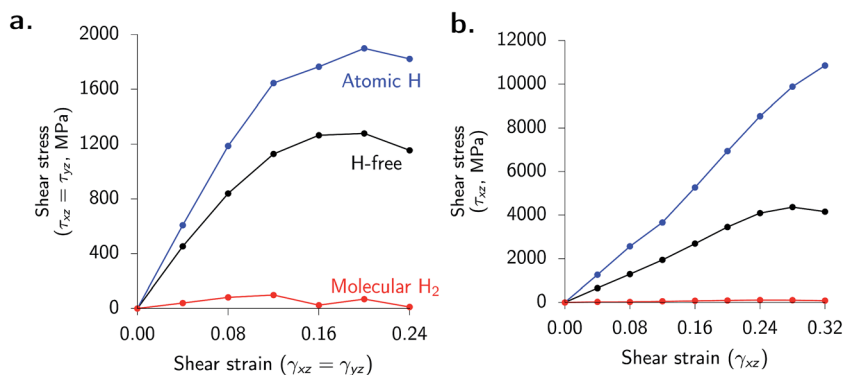 a.
2000
1600
1200
800
400
0
Shear stress
(τxz = τyz, MPa)
Atomic H
H-free
Molecular H2
0.00 0.08 0.16 0.24
Shear strain (γxz = γyz)
b.
12000
10000
8000
6000
4000
2000
0
Shear stress
(τxz, MPa)
0.00 0.08 0.16 0.24 0.32
Shear strain (γxz)